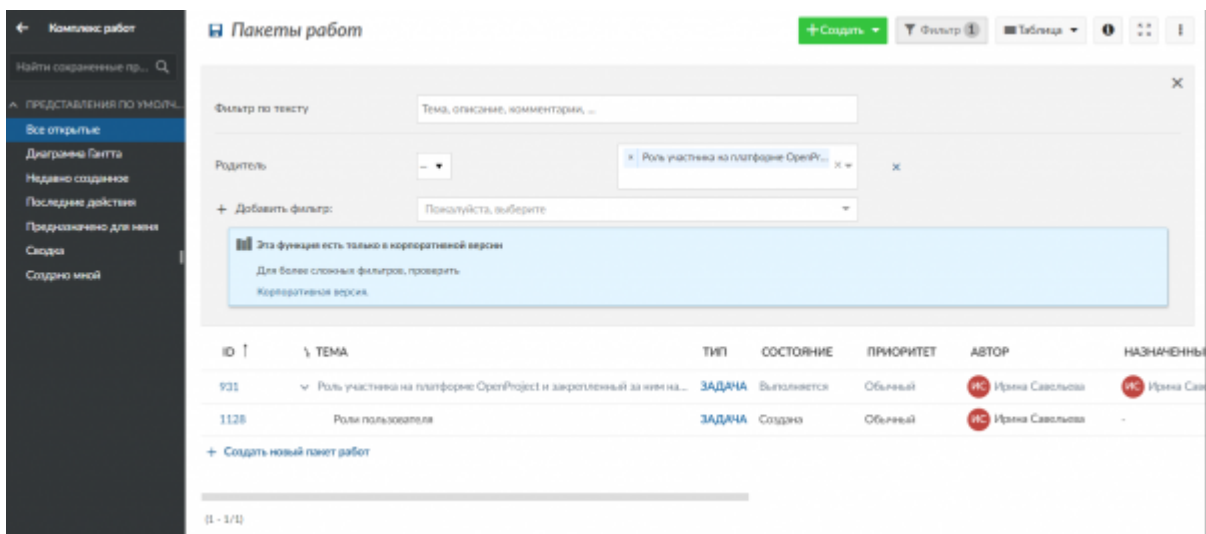 Комплекс работ
Пакеты работ
Создать
Фильтр 1
Таблица
Найти сохраненные пр...
ПРЕДСТАВЛЕНИЯ ПО УМОЛЧ...
Все открытые
Диаграмма Гантта
Недавно созданное
Последние действия
Предназначено для меня
Сводка
Создано мной
Фильтр по тексту
Тема, описание, комментарии, ...
Родитель
Роль участника на платформе OpenPr...
+ Добавить фильтр:
Пожалуйста, выберите
Эта функция есть только в корпоративной версии
Для более сложных фильтров, проверить
Корпоративная версия.
ID ТЕМА ТИП СОСТОЯНИЕ ПРИОРИТЕТ АВТОР НАЗНАЧЕННЫ
931 Роль участника на платформе OpenProject и закрепленный за ним на... ЗАДАЧА Выполняется Обычный ИС Ирина Савельева ИС Ирина Саве
1128 Роли пользователя ЗАДАЧА Создана Обычный ИС Ирина Савельева -
+ Создать новый пакет работ
(1 - 1/1)